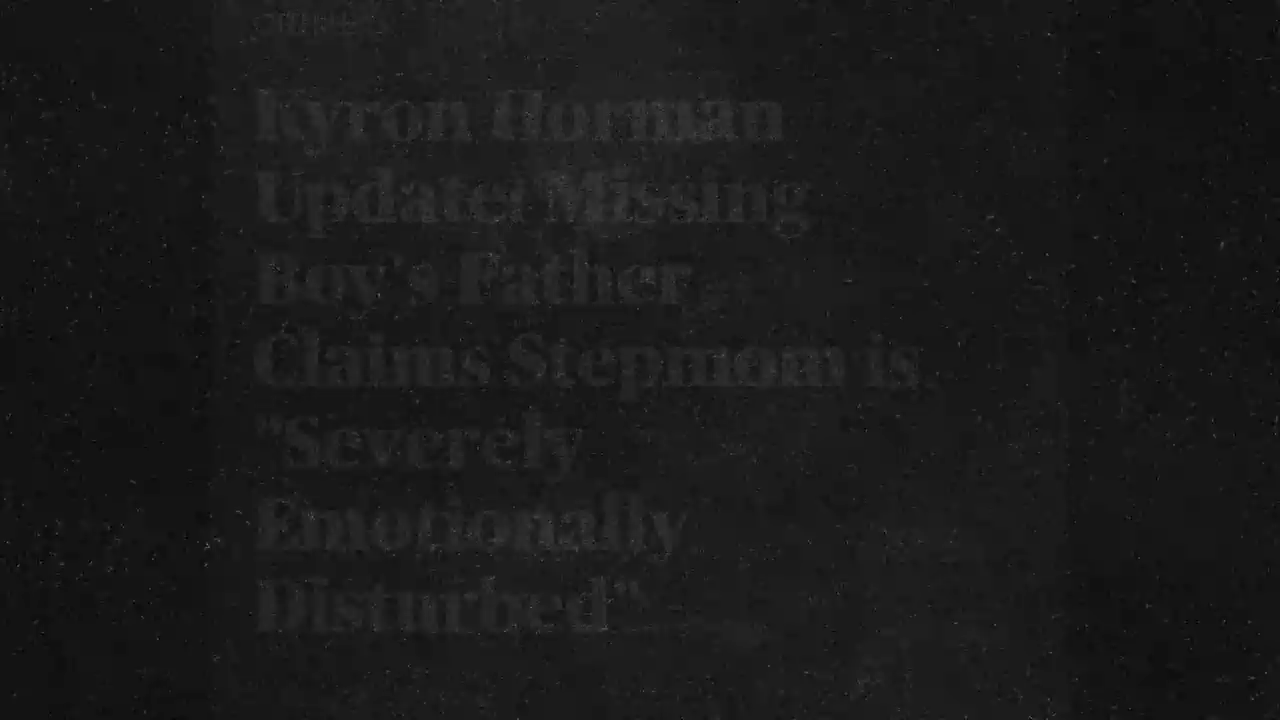 Kyron Horman
Update: Missing
Boy's Father
Claims Stepmom is
"Severely
Emotionally
Disturbed"